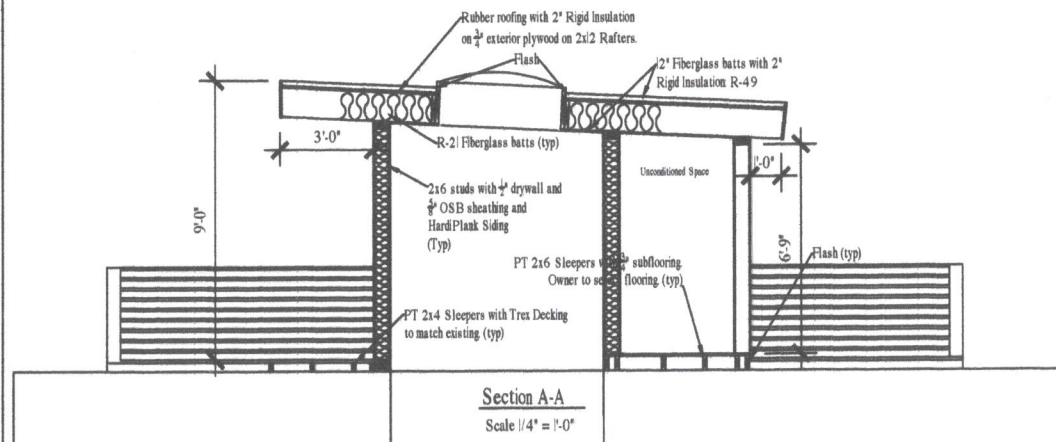 Rubber roofing with 2" Rigid Insulation
on 3/4" exterior plywood on 2x12 Rafters.
Flash
12" Fiberglass batts with 2"
Rigid Insulation R-49
3'-0"
R-21 Fiberglass batts (typ)
1'-0"
Unconditioned Space
2x6 studs with 1/2" drywall and
5/8" OSB sheathing and
HardiPlank Siding
(Typ)
9'-0"
6'-9"
PT 2x6 Sleepers 3/4" subflooring.
Owner to flooring (typ)
Flash (typ)
PT 2x4 Sleepers with Trex Decking
to match existing. (typ)
Section A-A
Scale 1/4" = 1'-0"